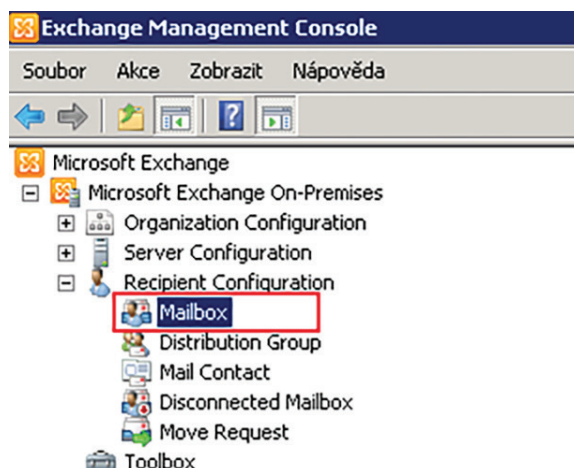 Exchange Management Console
Soubor Akce Zobrazit Nápověda
Microsoft Exchange
Microsoft Exchange On-Premises
Organization Configuration
Server Configuration
Recipient Configuration
Mailbox
Distribution Group
Mail Contact
Disconnected Mailbox
Move Request
Toolbox